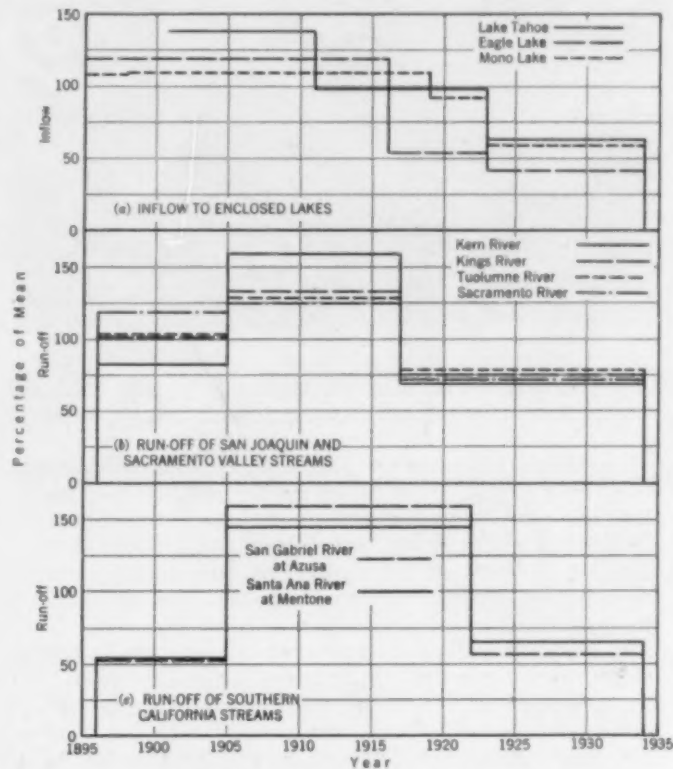 150
Lake Tahoe
Eagle Lake
Mono Lake
100
Inflow
50
(a) INFLOW TO ENCLOSED LAKES
0
Kern River
Kings River
Tuolumne River
Sacramento River
150
100
Percentage of Mean
Run-off
50
(b) RUN-OFF OF SAN JOAQUIN AND
SACRAMENTO VALLEY STREAMS
0
150
San Gabriel River
at Azusa
100
Santa Ana River
at Mentone
Run-off
50
(c) RUN-OFF OF SOUTHERN
CALIFORNIA STREAMS
0
1895 1900 1905 1910 1915 1920 1925 1930 1935
Year